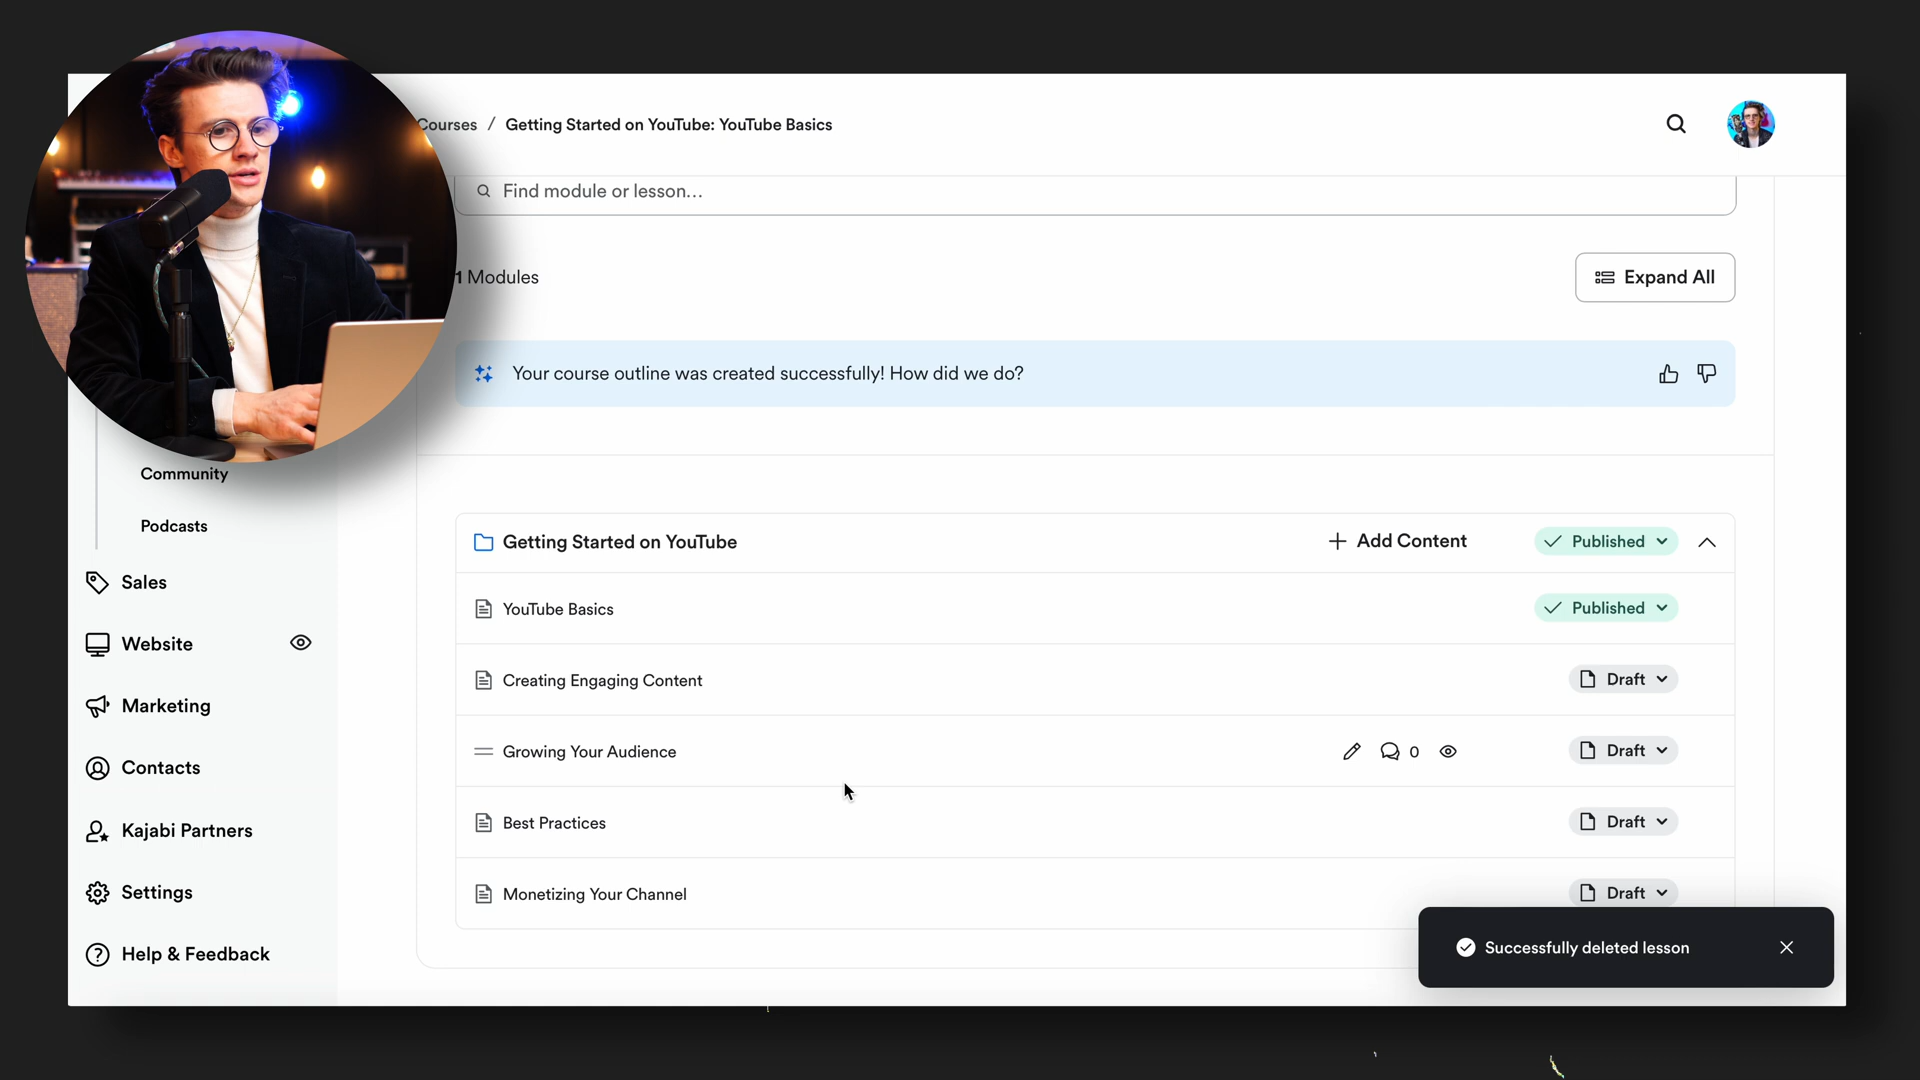 Courses / Getting Started on YouTube: YouTube Basics
Find module or lesson...
1 Modules
Expand All
Your course outline was created successfully! How did we do?
Community
Podcasts
Sales
Website
Marketing
Contacts
Kajabi Partners
Settings
Help & Feedback
Getting Started on YouTube
Add Content
Published
YouTube Basics
Published
Creating Engaging Content
Draft
Growing Your Audience
0
Draft
Best Practices
Draft
Monetizing Your Channel
Draft
Successfully deleted lesson